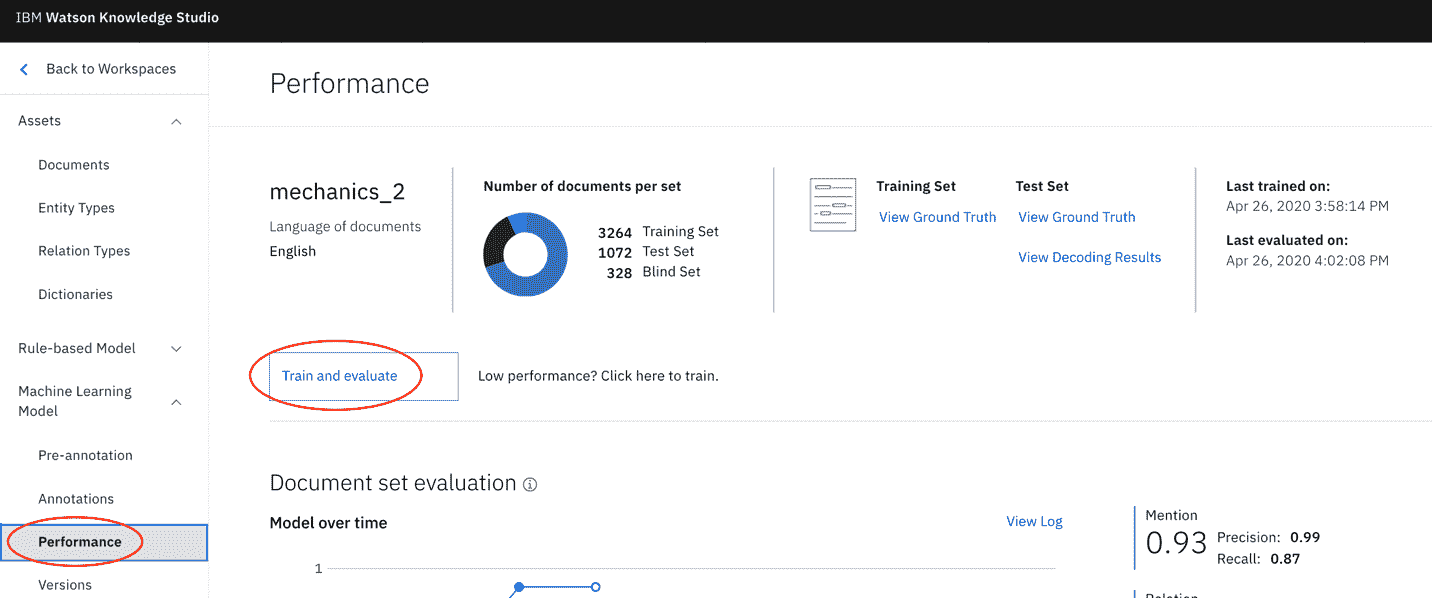 IBM Watson Knowledge Studio
Back to Workspaces
Assets
Documents
Entity Types
Relation Types
Dictionaries
Rule-based Model
Machine Learning
Model
Pre-annotation
Annotations
Performance
Versions
Performance
mechanics_2
Language of documents
English
Number of documents per set
3264 Training Set
1072 Test Set
328 Blind Set
Training Set
View Ground Truth
Test Set
View Ground Truth
View Decoding Results
Last trained on:
Apr 26, 2020 3:58:14 PM
Last evaluated on:
Apr 26, 2020 4:02:08 PM
Train and evaluate
Low performance? Click here to train.
Document set evaluation
Model over time
View Log
1
Mention
0.93
Precision: 0.99
Recall: 0.87
Relation